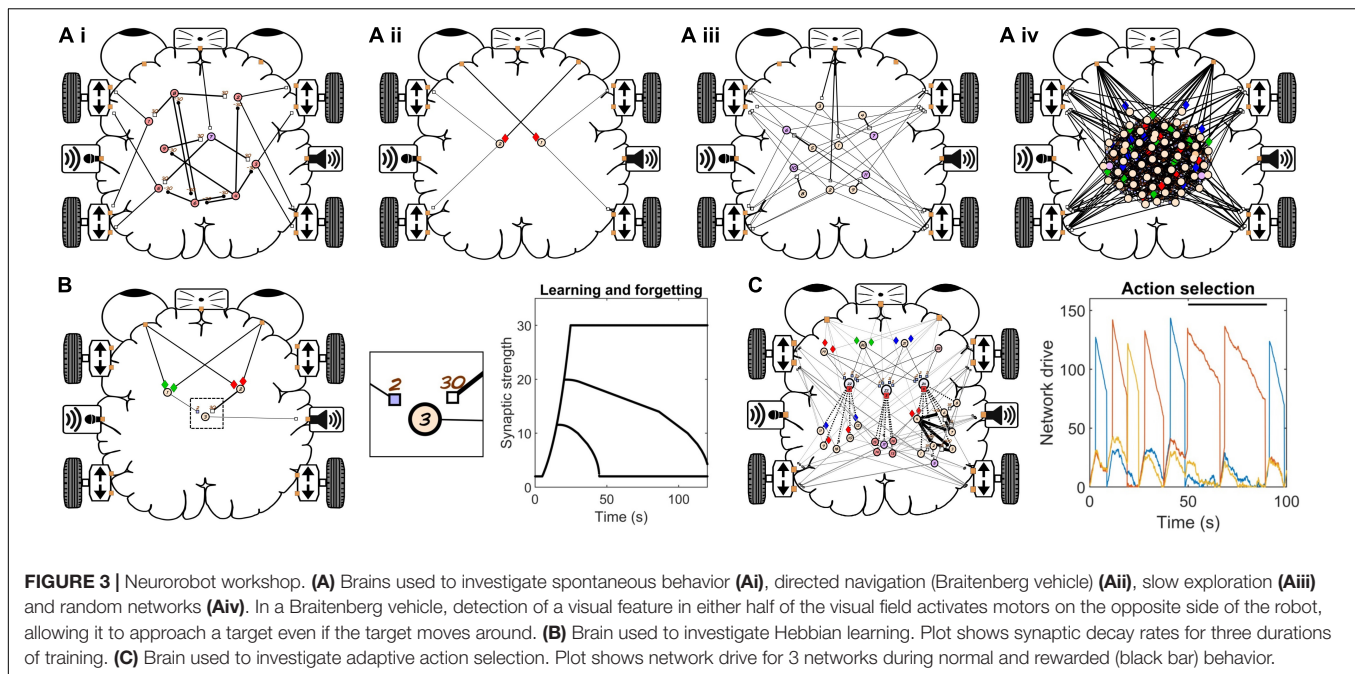 A i
A ii
A iii
A iv
B
2
30
3
Learning and forgetting
Synaptic strength
30
20
10
0
0
50
100
Time (s)
C
Action selection
Network drive
150
100
50
0
0
50
100
Time (s)
FIGURE 3 | Neurorobot workshop. (A) Brains used to investigate spontaneous behavior (Ai), directed navigation (Braitenberg vehicle) (Aii), slow exploration (Aiii)
and random networks (Aiv). In a Braitenberg vehicle, detection of a visual feature in either half of the visual field activates motors on the opposite side of the robot,
allowing it to approach a target even if the target moves around. (B) Brain used to investigate Hebbian learning. Plot shows synaptic decay rates for three durations
of training. (C) Brain used to investigate adaptive action selection. Plot shows network drive for 3 networks during normal and rewarded (black bar) behavior.